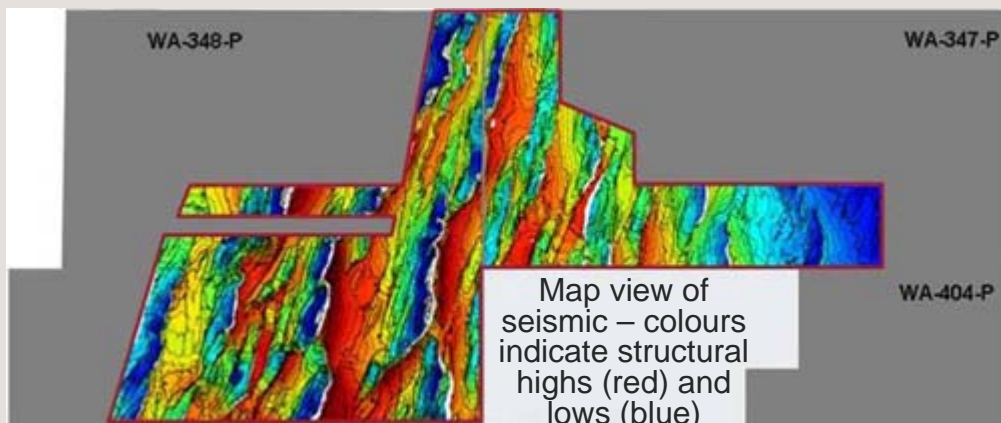 WA-348-P
WA-347-P
WA-404-P
Map view of
seismic – colours
indicate structural
highs (red) and
lows (blue)